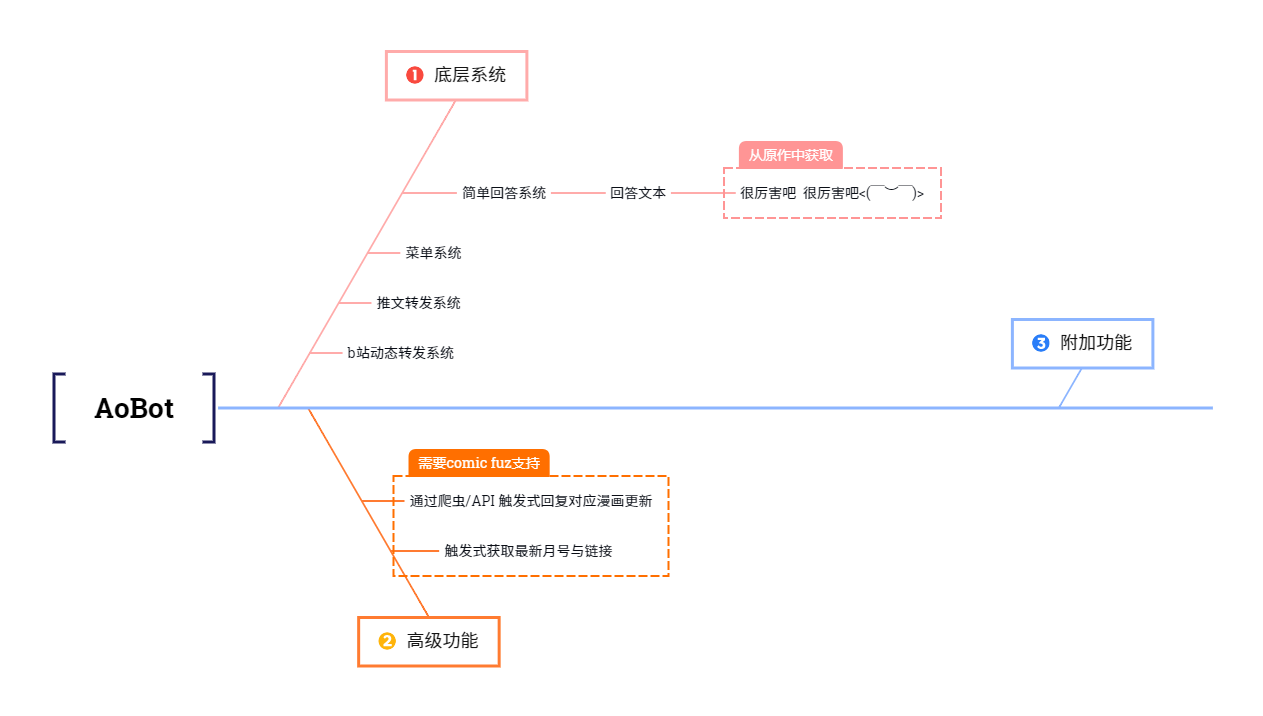 1 底层系统
从原作中获取
简单回答系统
回答文本
很厉害吧 很厉害吧<(￣︶￣)>
菜单系统
推文转发系统
b站动态转发系统
3 附加功能
AoBot
需要comic fuz支持
通过爬虫/API 触发式回复对应漫画更新
触发式获取最新月号与链接
2 高级功能